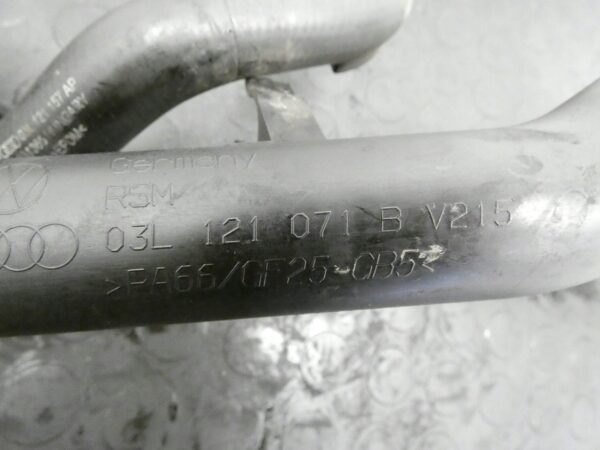 Germany
RSM
03L 121 071 B V215
>PA66/GF25-GB5<